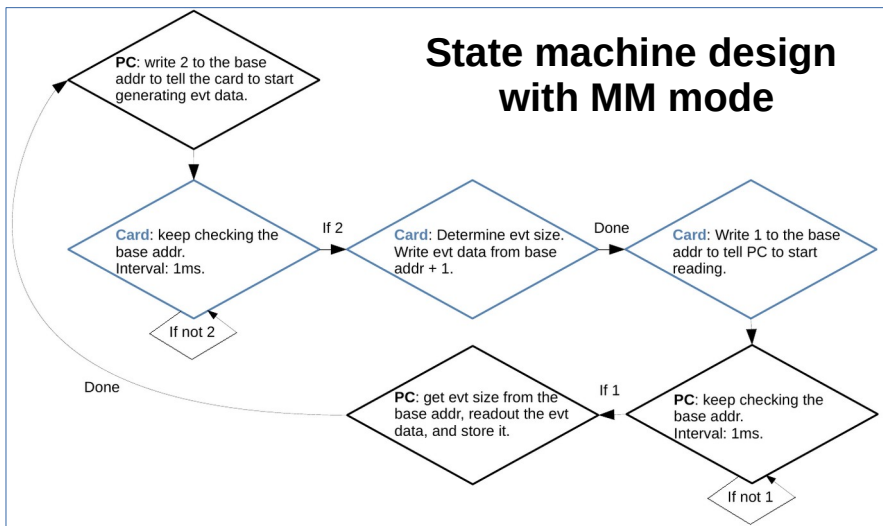 State machine design
with MM mode
PC: write 2 to the base
addr to tell the card to start
generating evt data.
Card: keep checking the
base addr.
Interval: 1ms.
If not 2
If 2
Card: Determine evt size.
Write evt data from base
addr + 1.
Done
Card: Write 1 to the base
addr to tell PC to start
reading.
PC: keep checking the
base addr.
Interval: 1ms.
If not 1
If 1
PC: get evt size from the
base addr, readout the evt
data, and store it.
Done